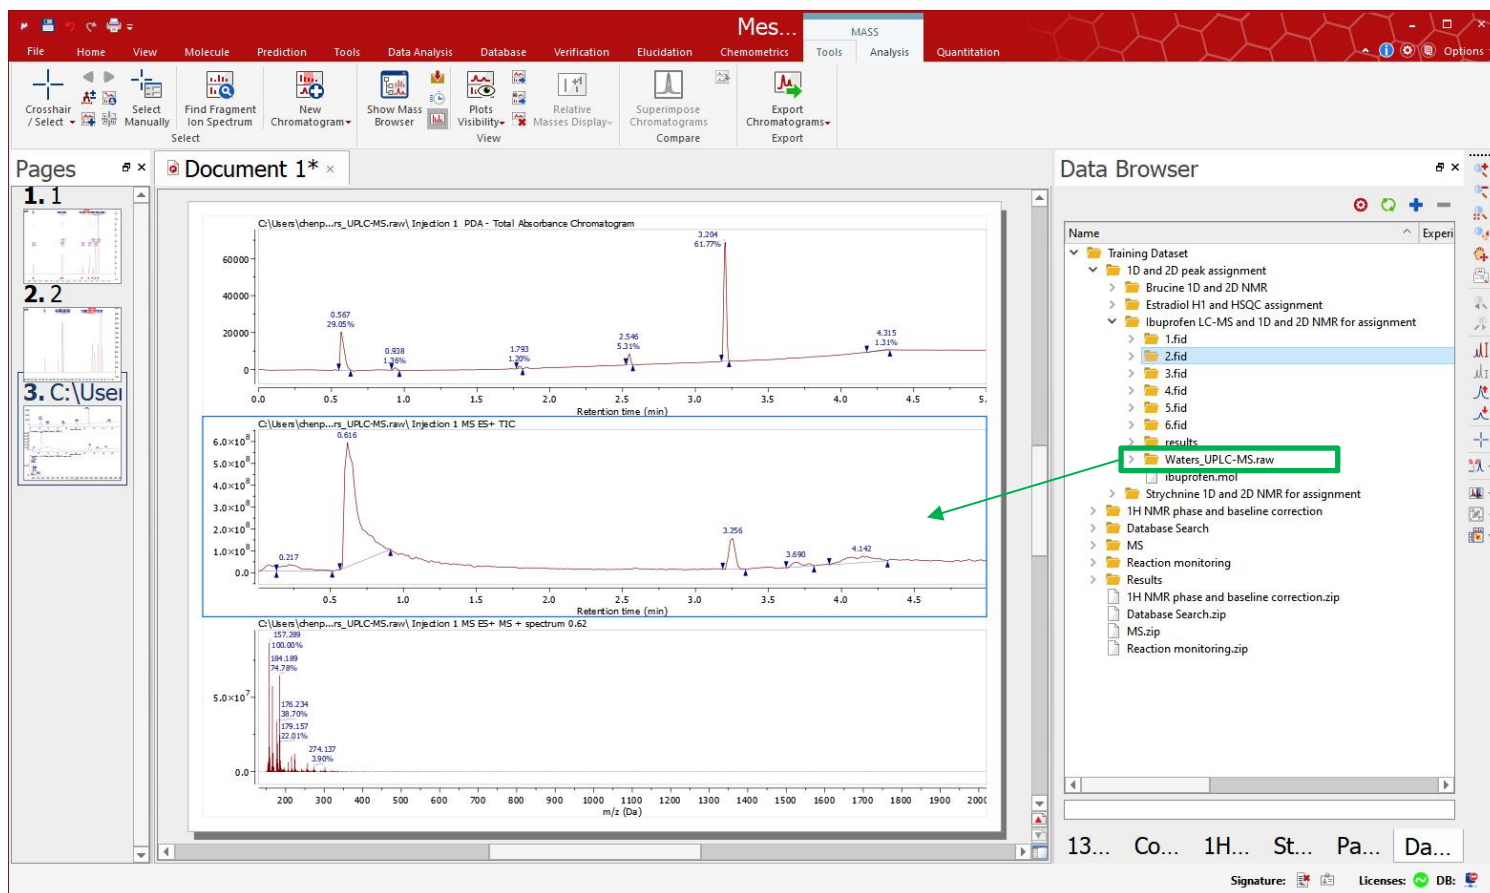 Mes...
MASS
File Home View Molecule Prediction Tools Data Analysis Database Verification Elucidation Chemometrics Tools Analysis Quantitation Options
Crosshair / Select
Select Manually
Find Fragment Ion Spectrum
New Chromatogram
Show Mass Browser
Plots Visibility
Relative Masses Display
Superimpose Chromatograms
Export Chromatograms
Select View Compare Export
Pages
Document 1*
Data Browser
1. 1
2. 2
3. C:\User
C:\Users\chenp...rs_UPLC-MS.raw\ Injection 1 PDA - Total Absorbance Chromatogram
60000
40000
20000
0
0.567
29.05%
0.938
1.36%
1.793
1.20%
2.546
5.31%
3.204
61.77%
4.315
1.31%
0.0 0.5 1.0 1.5 2.0 2.5 3.0 3.5 4.0 4.5 5.
Retention time (min)
C:\Users\chenp...rs_UPLC-MS.raw\ Injection 1 MS ES+ TIC
6.0×10⁸
5.0×10⁸
4.0×10⁸
3.0×10⁸
2.0×10⁸
1.0×10⁸
0.0
0.217
0.616
3.256
3.690
4.142
0.5 1.0 1.5 2.0 2.5 3.0 3.5 4.0 4.5
Retention time (min)
C:\Users\chenp...rs_UPLC-MS.raw\ Injection 1 MS ES+ MS + spectrum 0.62
157.289
100.00%
184.189
74.78%
176.234
38.70%
179.157
22.01%
274.137
3.90%
5.0×10⁷
0.0
200 300 400 500 600 700 800 900 1000 1100 1200 1300 1400 1500 1600 1700 1800 1900 2000
m/z (Da)
Name Experi
Training Dataset
1D and 2D peak assignment
Brucine 1D and 2D NMR
Estradiol H1 and HSQC assignment
Ibuprofen LC-MS and 1D and 2D NMR for assignment
1.fid
2.fid
3.fid
4.fid
5.fid
6.fid
results
Waters_UPLC-MS.raw
ibuprofen.mol
Strychnine 1D and 2D NMR for assignment
1H NMR phase and baseline correction
Database Search
MS
Reaction monitoring
Results
1H NMR phase and baseline correction.zip
Database Search.zip
MS.zip
Reaction monitoring.zip
13... Co... 1H... St... Pa... Da...
Signature: Licenses: DB: